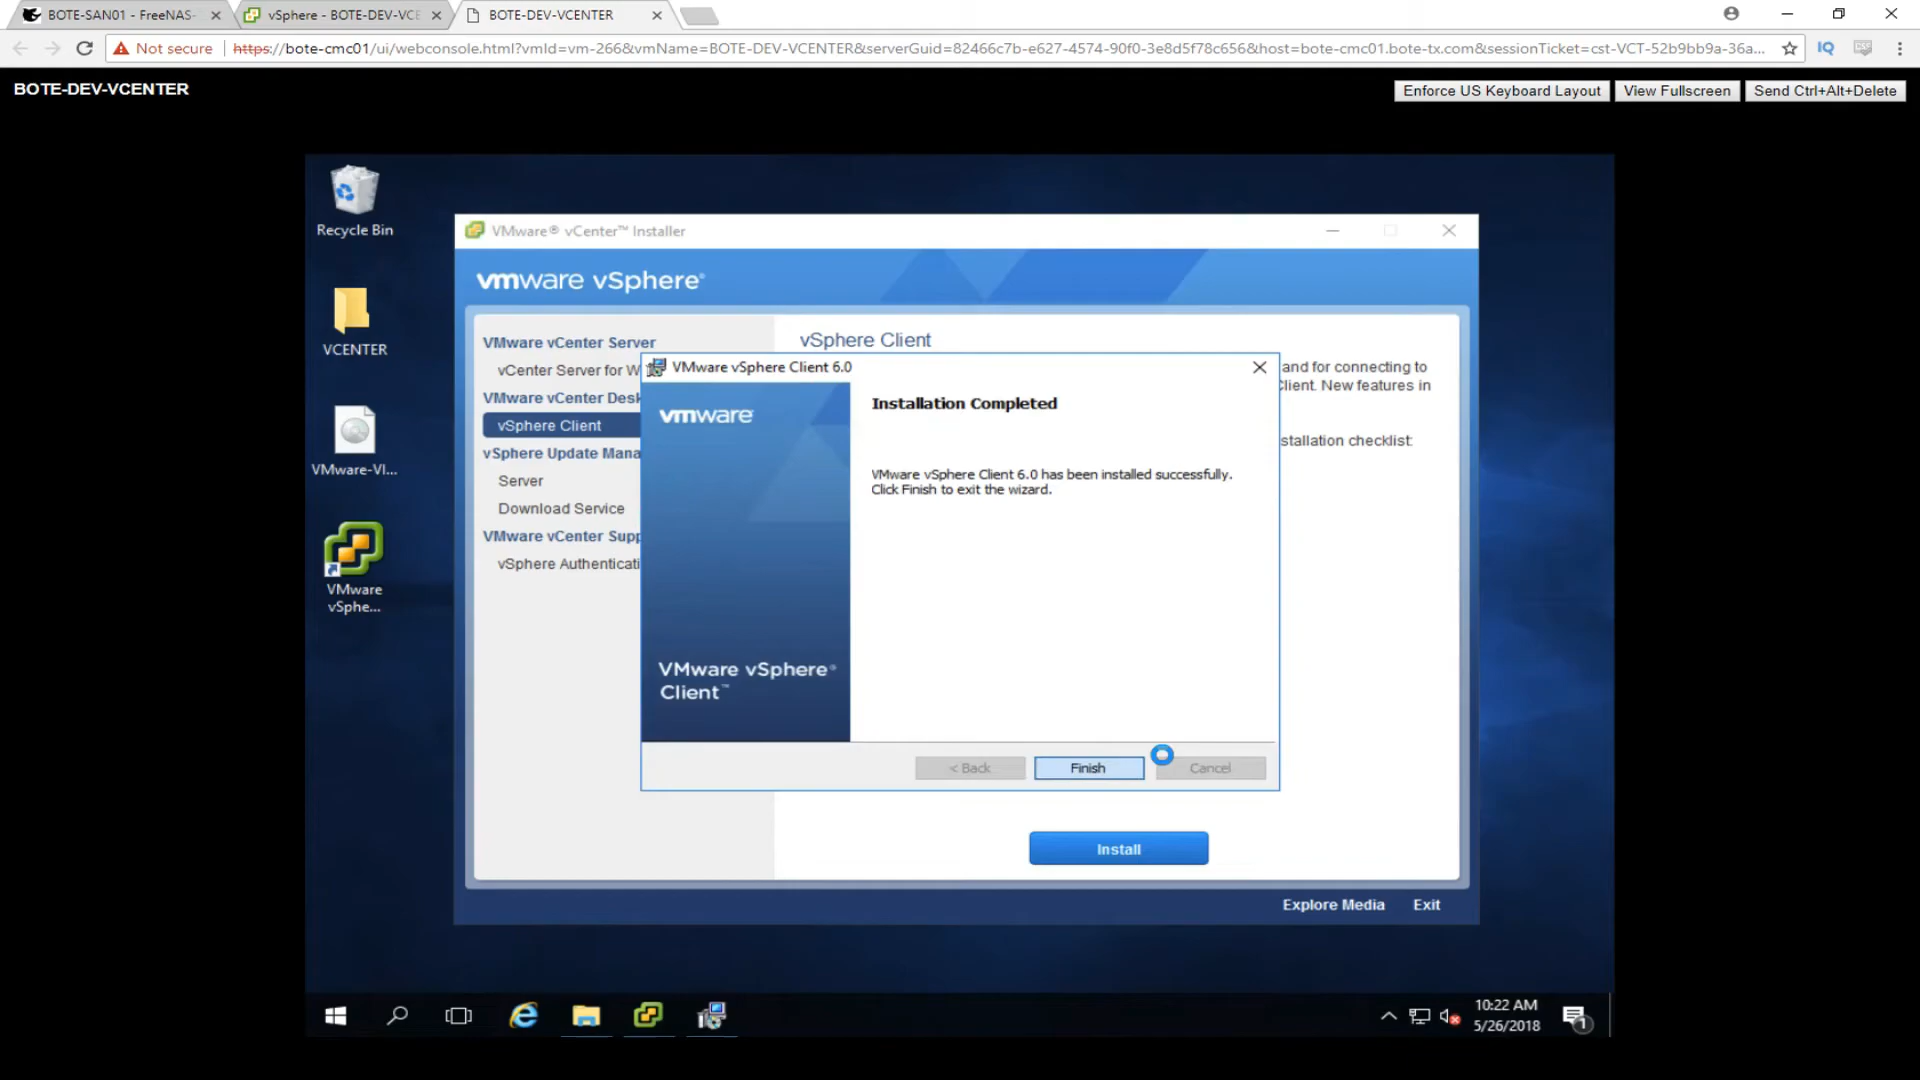 BOTE-SAN01 - FreeNAS-
vSphere - BOTE-DEV-VCE
BOTE-DEV-VCENTER
Not secure
https://bote-cmc01/ui/webconsole.html?vmId=vm-266&vmName=BOTE-DEV-VCENTER&serverGuid=82466c7b-e627-4574-90f0-3e8d5f78c656&host=bote-cmc01.bote-tx.com&sessionTicket=cst-VCT-52b9bb9a-36a...
IQ
BOTE-DEV-VCENTER
Enforce US Keyboard Layout
View Fullscreen
Send Ctrl+Alt+Delete
Recycle Bin
VCENTER
VMware-VI...
VMware
vSphe...
VMware® vCenter™ Installer
vmware vSphere®
VMware vCenter Server
vCenter Server for W
VMware vCenter Desk
vSphere Client
vSphere Update Mana
Server
Download Service
VMware vCenter Supp
vSphere Authenticati
vSphere Client
and for connecting to
Client. New features in
stallation checklist:
VMware vSphere Client 6.0
vmware
VMware vSphere®
Client™
Installation Completed
VMware vSphere Client 6.0 has been installed successfully.
Click Finish to exit the wizard.
< Back
Finish
Cancel
Install
Explore Media
Exit
10:22 AM
5/26/2018
1